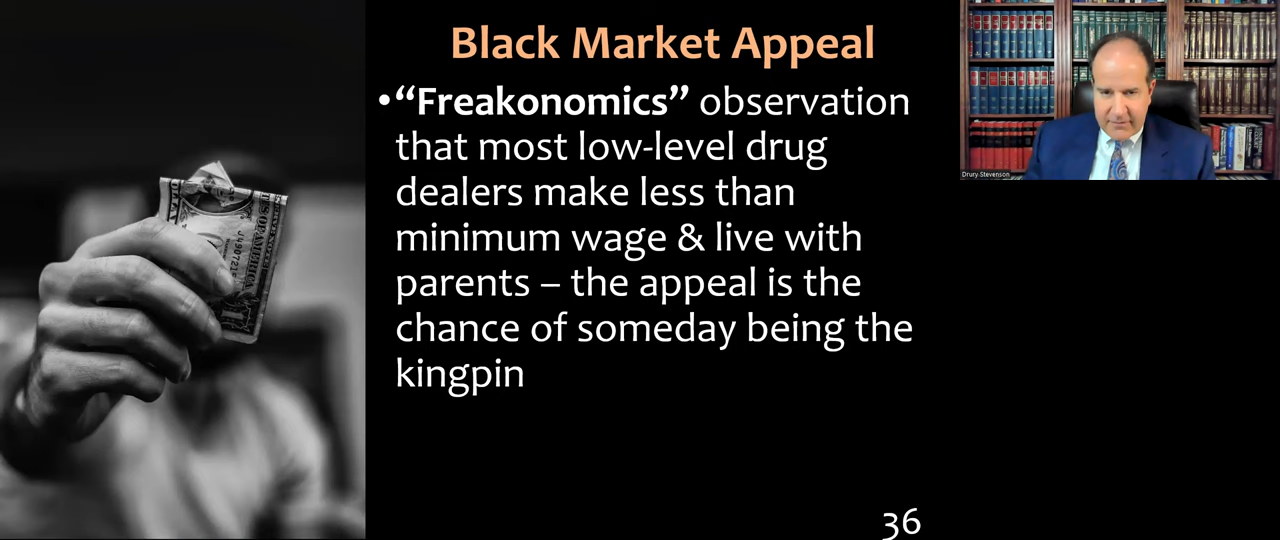 Black Market Appeal
•“Freakonomics” observation
that most low-level drug
dealers make less than
minimum wage & live with
parents – the appeal is the
chance of someday being the
kingpin
36
Drury Stevenson